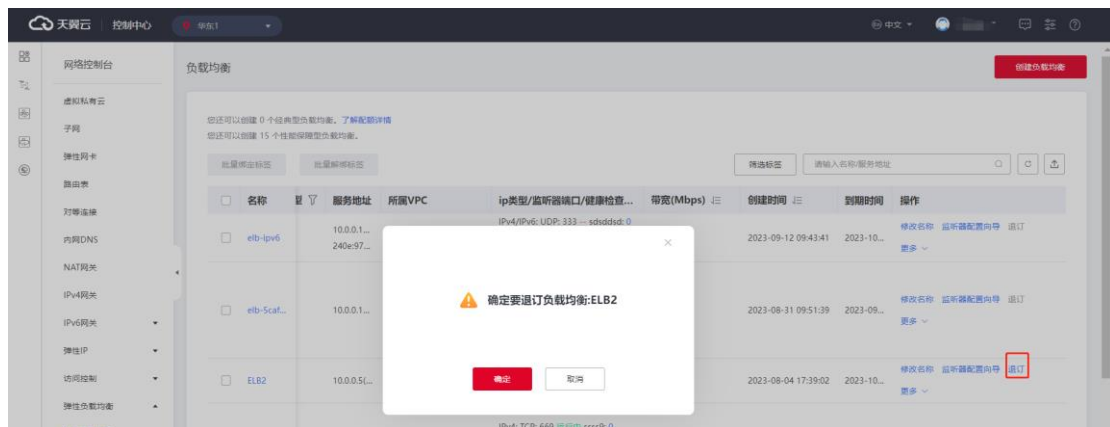 天翼云 控制中心 华东1 中文
网络控制台
虚拟私有云
子网
弹性网卡
路由表
对等连接
内网DNS
NAT网关
IPv4网关
IPv6网关
弹性IP
访问控制
弹性负载均衡
负载均衡
创建负载均衡
您还可以创建 0 个经典型负载均衡。了解配额详情
您还可以创建 15 个性能保障型负载均衡。
批量绑定标签 批量解绑标签 筛选标签 请输入名称/服务地址
名称 服务地址 所属VPC ip类型/监听器端口/健康检查... 带宽(Mbps) 创建时间 到期时间 操作
IPv4/IPv6: UDP: 333 -- sdsddsd: 0
elb-ipv6 10.0.0.1... 2023-09-12 09:43:41 2023-10... 修改名称 监听器配置向导 退订
240e:97... 更多
elb-5caf... 10.0.0.1... 2023-08-31 09:51:39 2023-09... 修改名称 监听器配置向导 退订
更多
ELB2 10.0.0.5(... 2023-08-04 17:39:02 2023-10... 修改名称 监听器配置向导 退订
更多
确定要退订负载均衡:ELB2
确定 取消